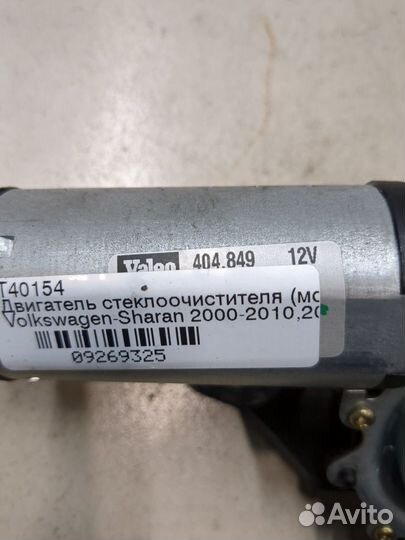 Valeo 404.849 12V
T40154
Двигатель стеклоочистителя (мо
Volkswagen-Sharan 2000-2010,20
09269325
Avito